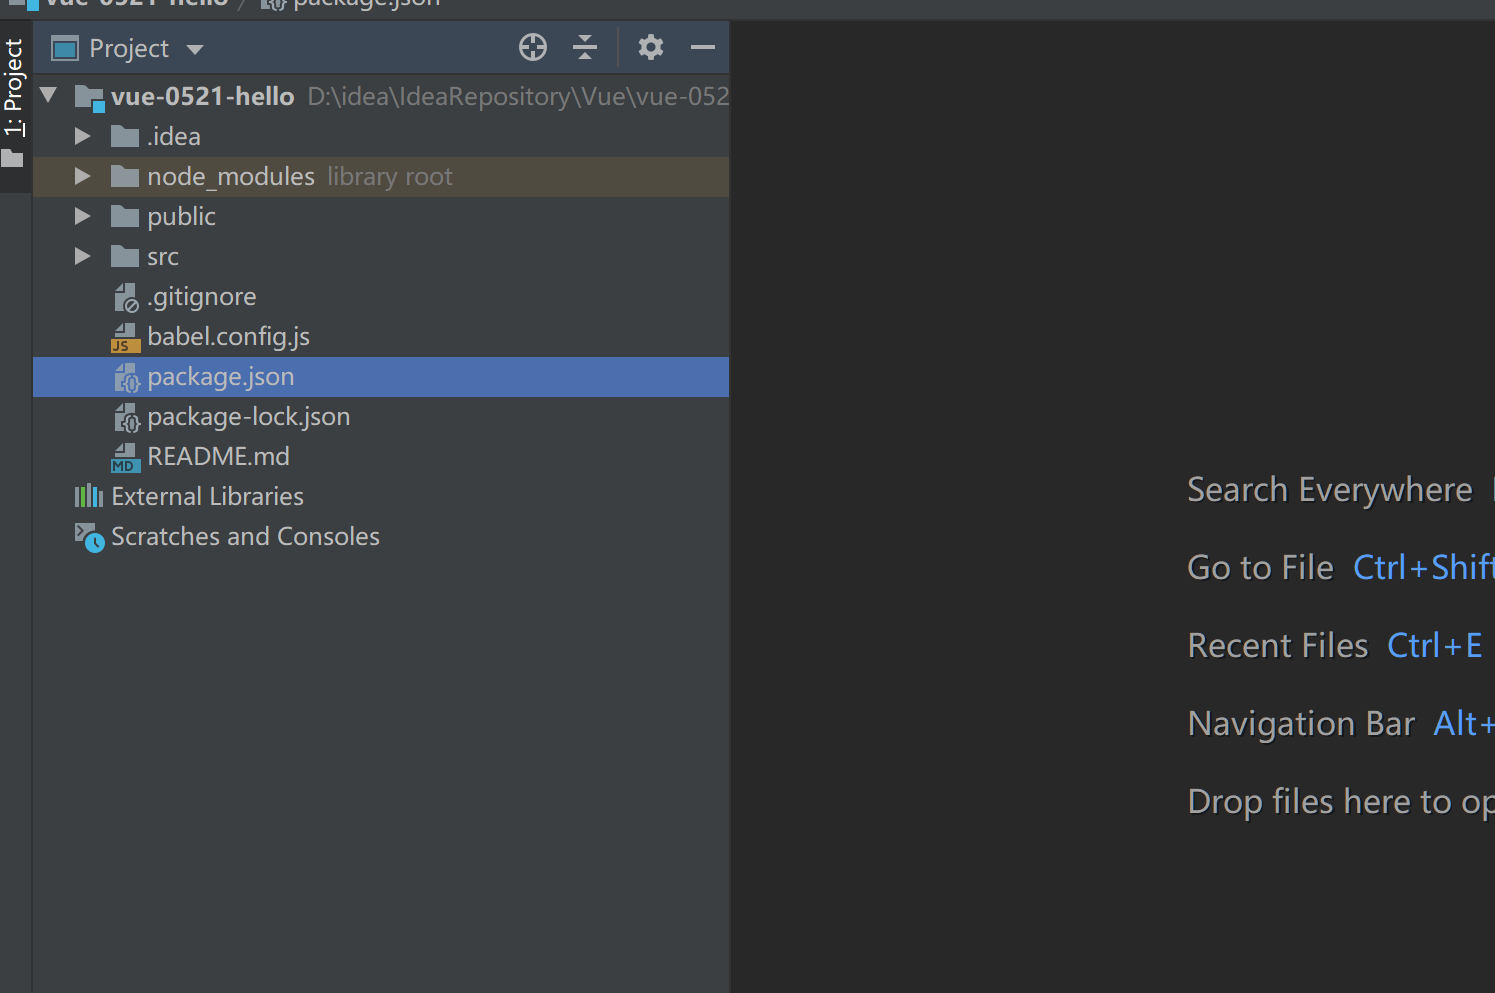 vue-0521-hello / package.json
1: Project
Project
vue-0521-hello D:\idea\IdeaRepository\Vue\vue-052
.idea
node_modules library root
public
src
.gitignore
babel.config.js
JS
package.json
package-lock.json
README.md
MD
External Libraries
Scratches and Consoles
Search Everywhere
Go to File Ctrl+Shift
Recent Files Ctrl+E
Navigation Bar Alt+
Drop files here to op